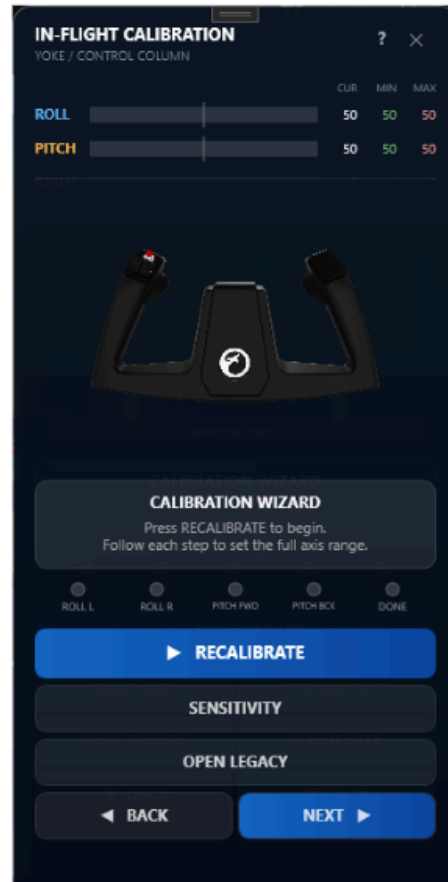 IN-FLIGHT CALIBRATION ? ×
YOKE / CONTROL COLUMN
CUR MIN MAX
ROLL 50 50 50
PITCH 50 50 50
CALIBRATION WIZARD
Press RECALIBRATE to begin.
Follow each step to set the full axis range.
ROLL L ROLL R PITCH FWD PITCH BCK DONE
▶ RECALIBRATE
SENSITIVITY
OPEN LEGACY
◀ BACK NEXT ▶